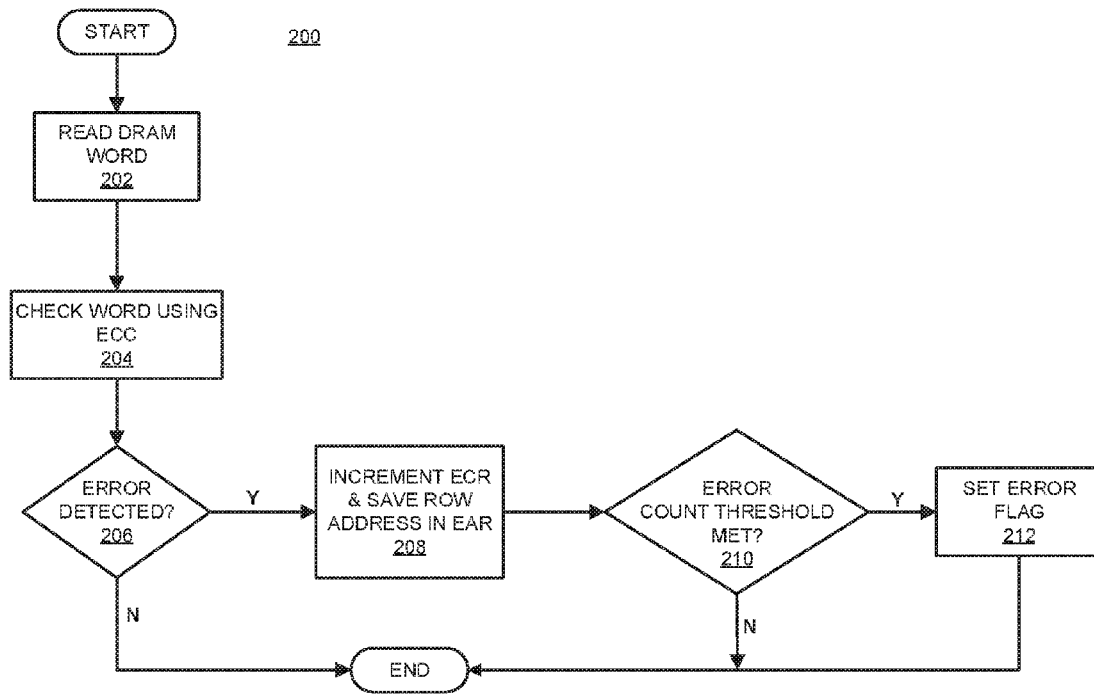 START
200
READ DRAM
WORD
202
CHECK WORD USING
ECC
204
ERROR
DETECTED?
206
Y
N
INCREMENT ECR
& SAVE ROW
ADDRESS IN EAR
208
ERROR
COUNT THRESHOLD
MET?
210
Y
N
SET ERROR
FLAG
212
END